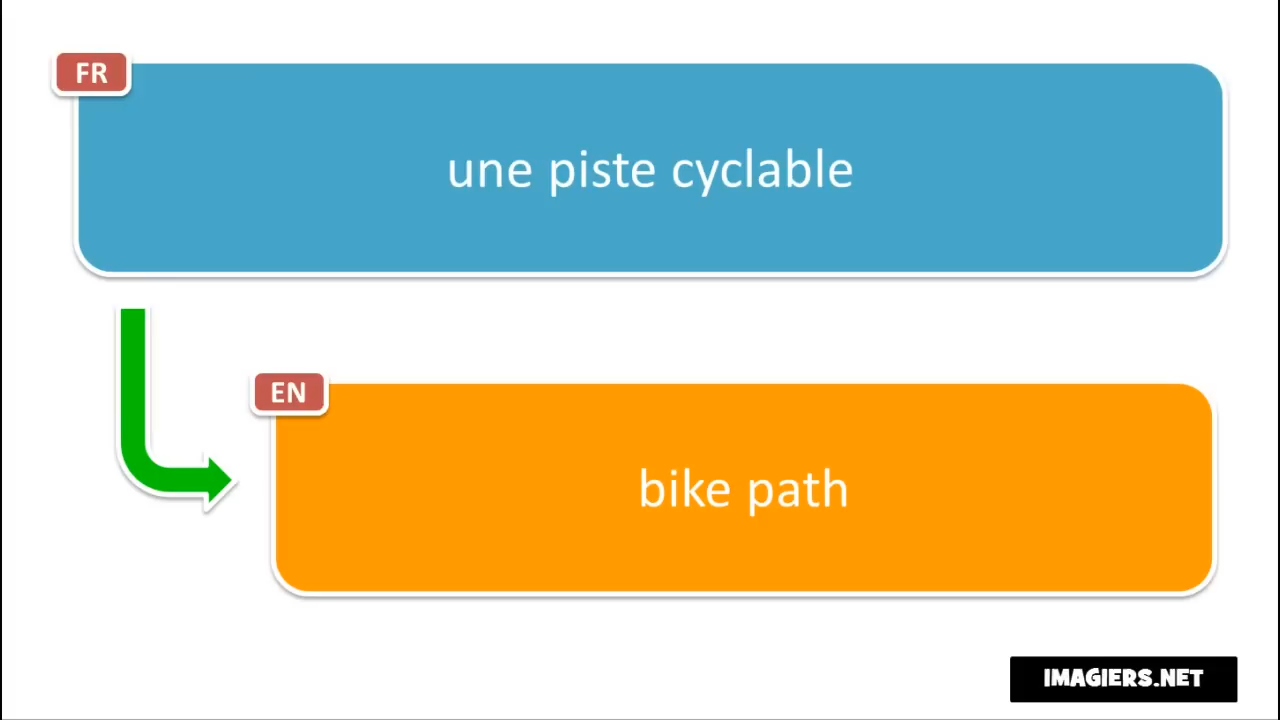 FR
une piste cyclable
EN
bike path
IMAGIERS.NET